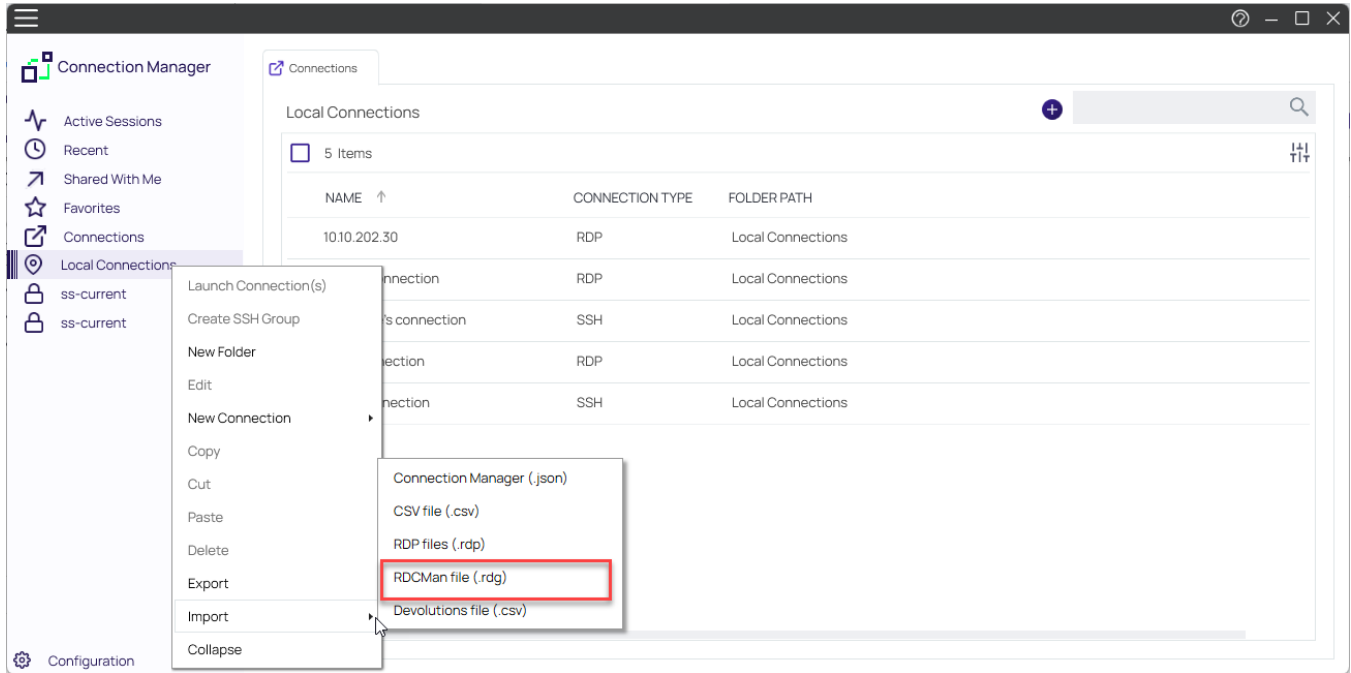 Connection Manager
Connections
Active Sessions
Recent
Shared With Me
Favorites
Connections
Local Connections
ss-current
ss-current
Configuration
Local Connections
5 Items
NAME CONNECTION TYPE FOLDER PATH
10.10.202.30 RDP Local Connections
nnection RDP Local Connections
's connection SSH Local Connections
ection RDP Local Connections
nection SSH Local Connections
Launch Connection(s)
Create SSH Group
New Folder
Edit
New Connection
Copy
Cut
Paste
Delete
Export
Import
Collapse
Connection Manager (.json)
CSV file (.csv)
RDP files (.rdp)
RDCMan file (.rdg)
Devolutions file (.csv)